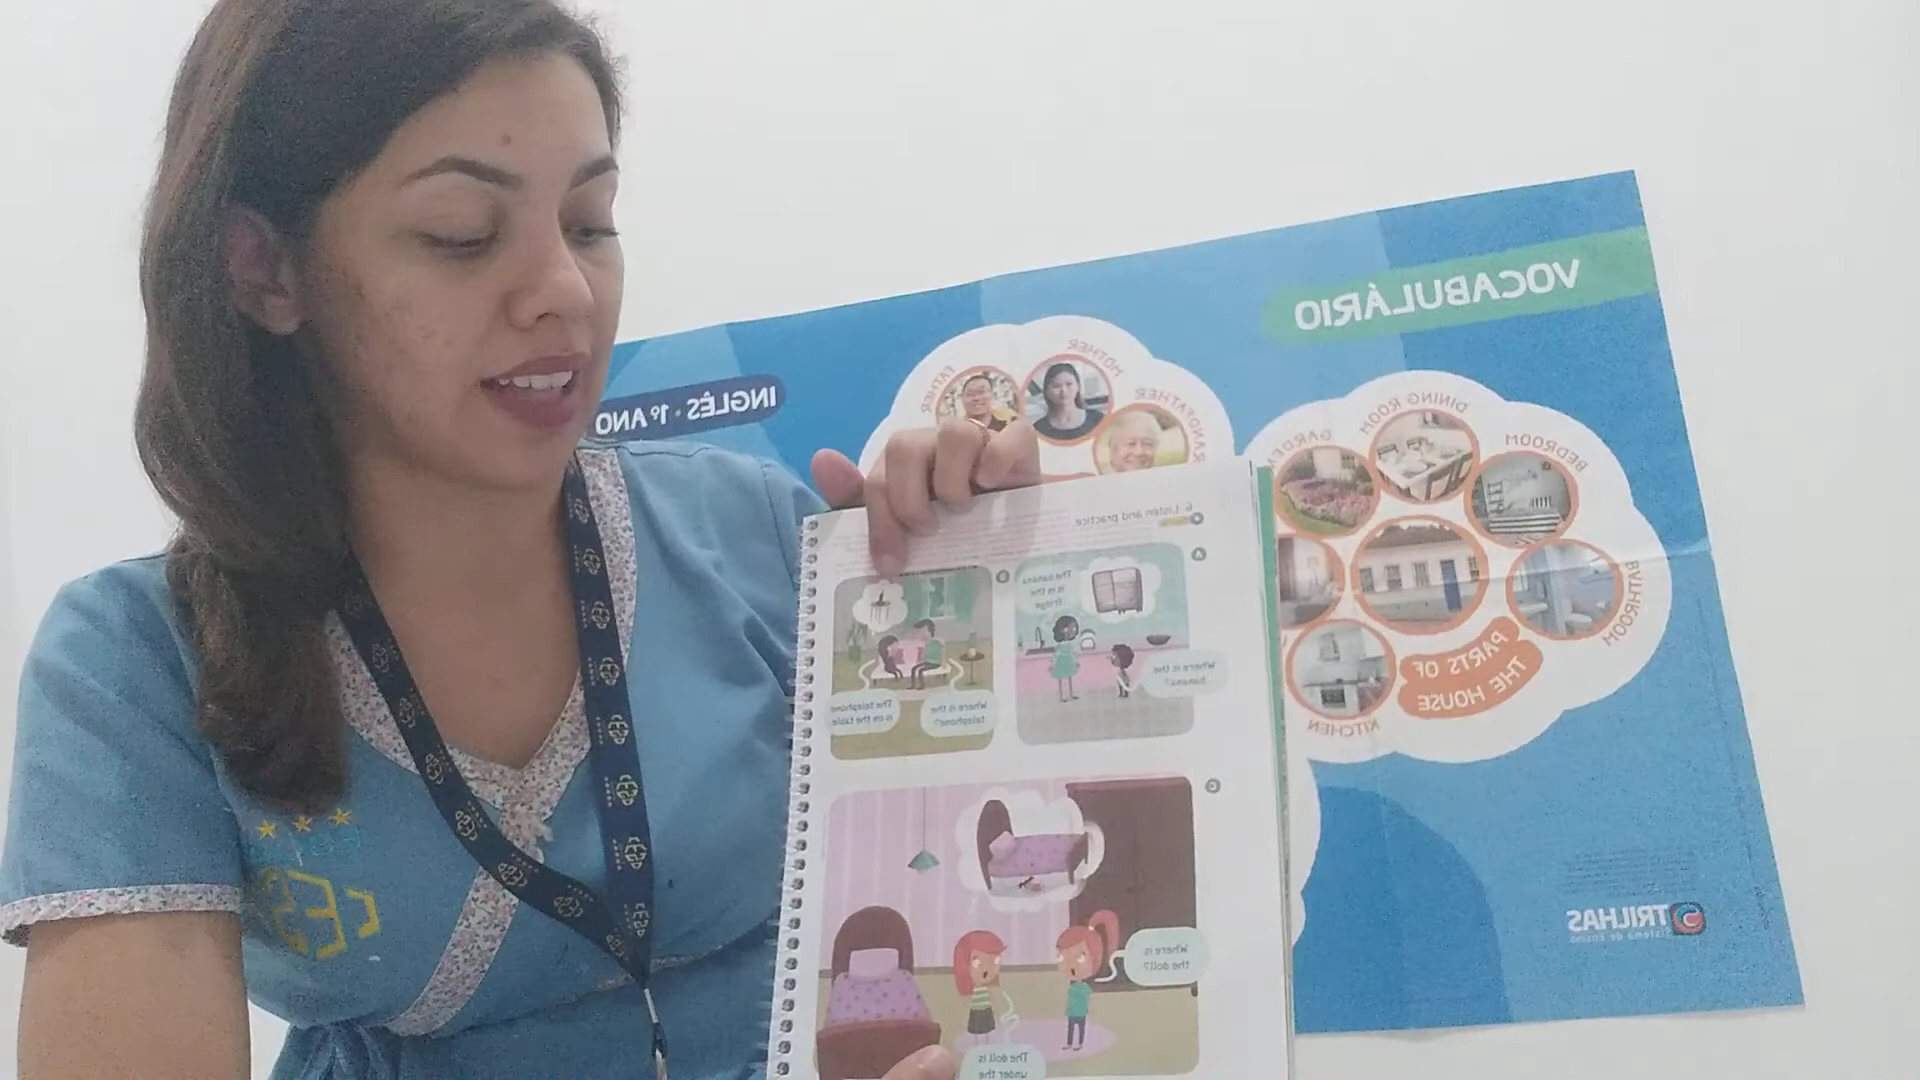 VOCABULÁRIO
INGLÊS · 1º ANO
FATHER
MOTHER
GARDEN
DINING ROOM
BEDROOM
BATHROOM
KITCHEN
PARTS OF
THE HOUSE
6. Listen and practice.
A
The banana
is in the
fridge
Where is the
banana?
B
Where is the
telephone?
The telephone
is on the table
C
Where is
the doll?
The doll is
under the
TRILHAS
Sistema de Ensino
CESD